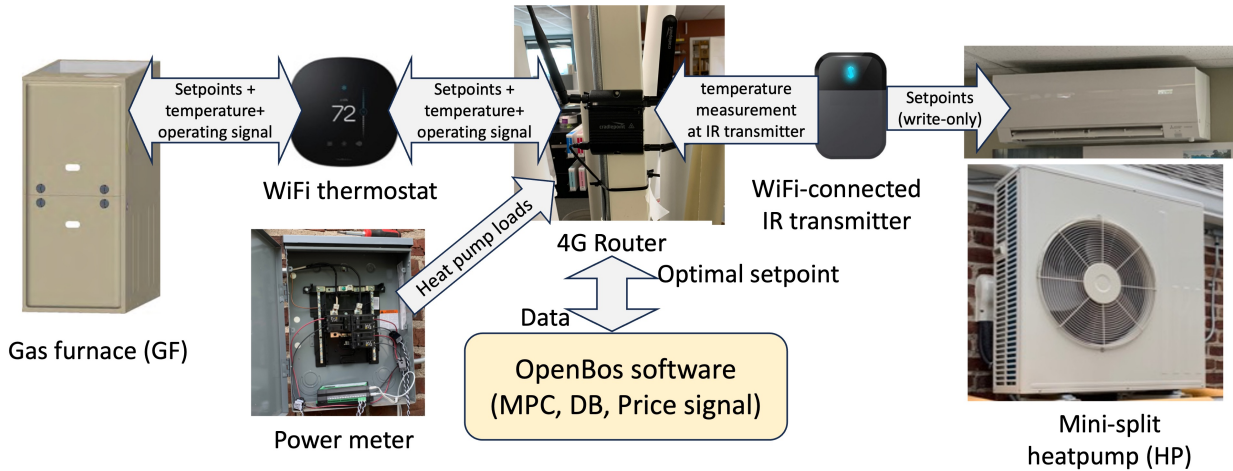 Setpoints +
temperature+
operating signal
72
Setpoints +
temperature+
operating signal
temperature
measurement
at IR transmitter
Setpoints
(write-only)
WiFi thermostat
WiFi-connected
IR transmitter
Heat pump loads
4G Router
Optimal setpoint
Data
Gas furnace (GF)
OpenBos software
(MPC, DB, Price signal)
Power meter
Mini-split
heatpump (HP)